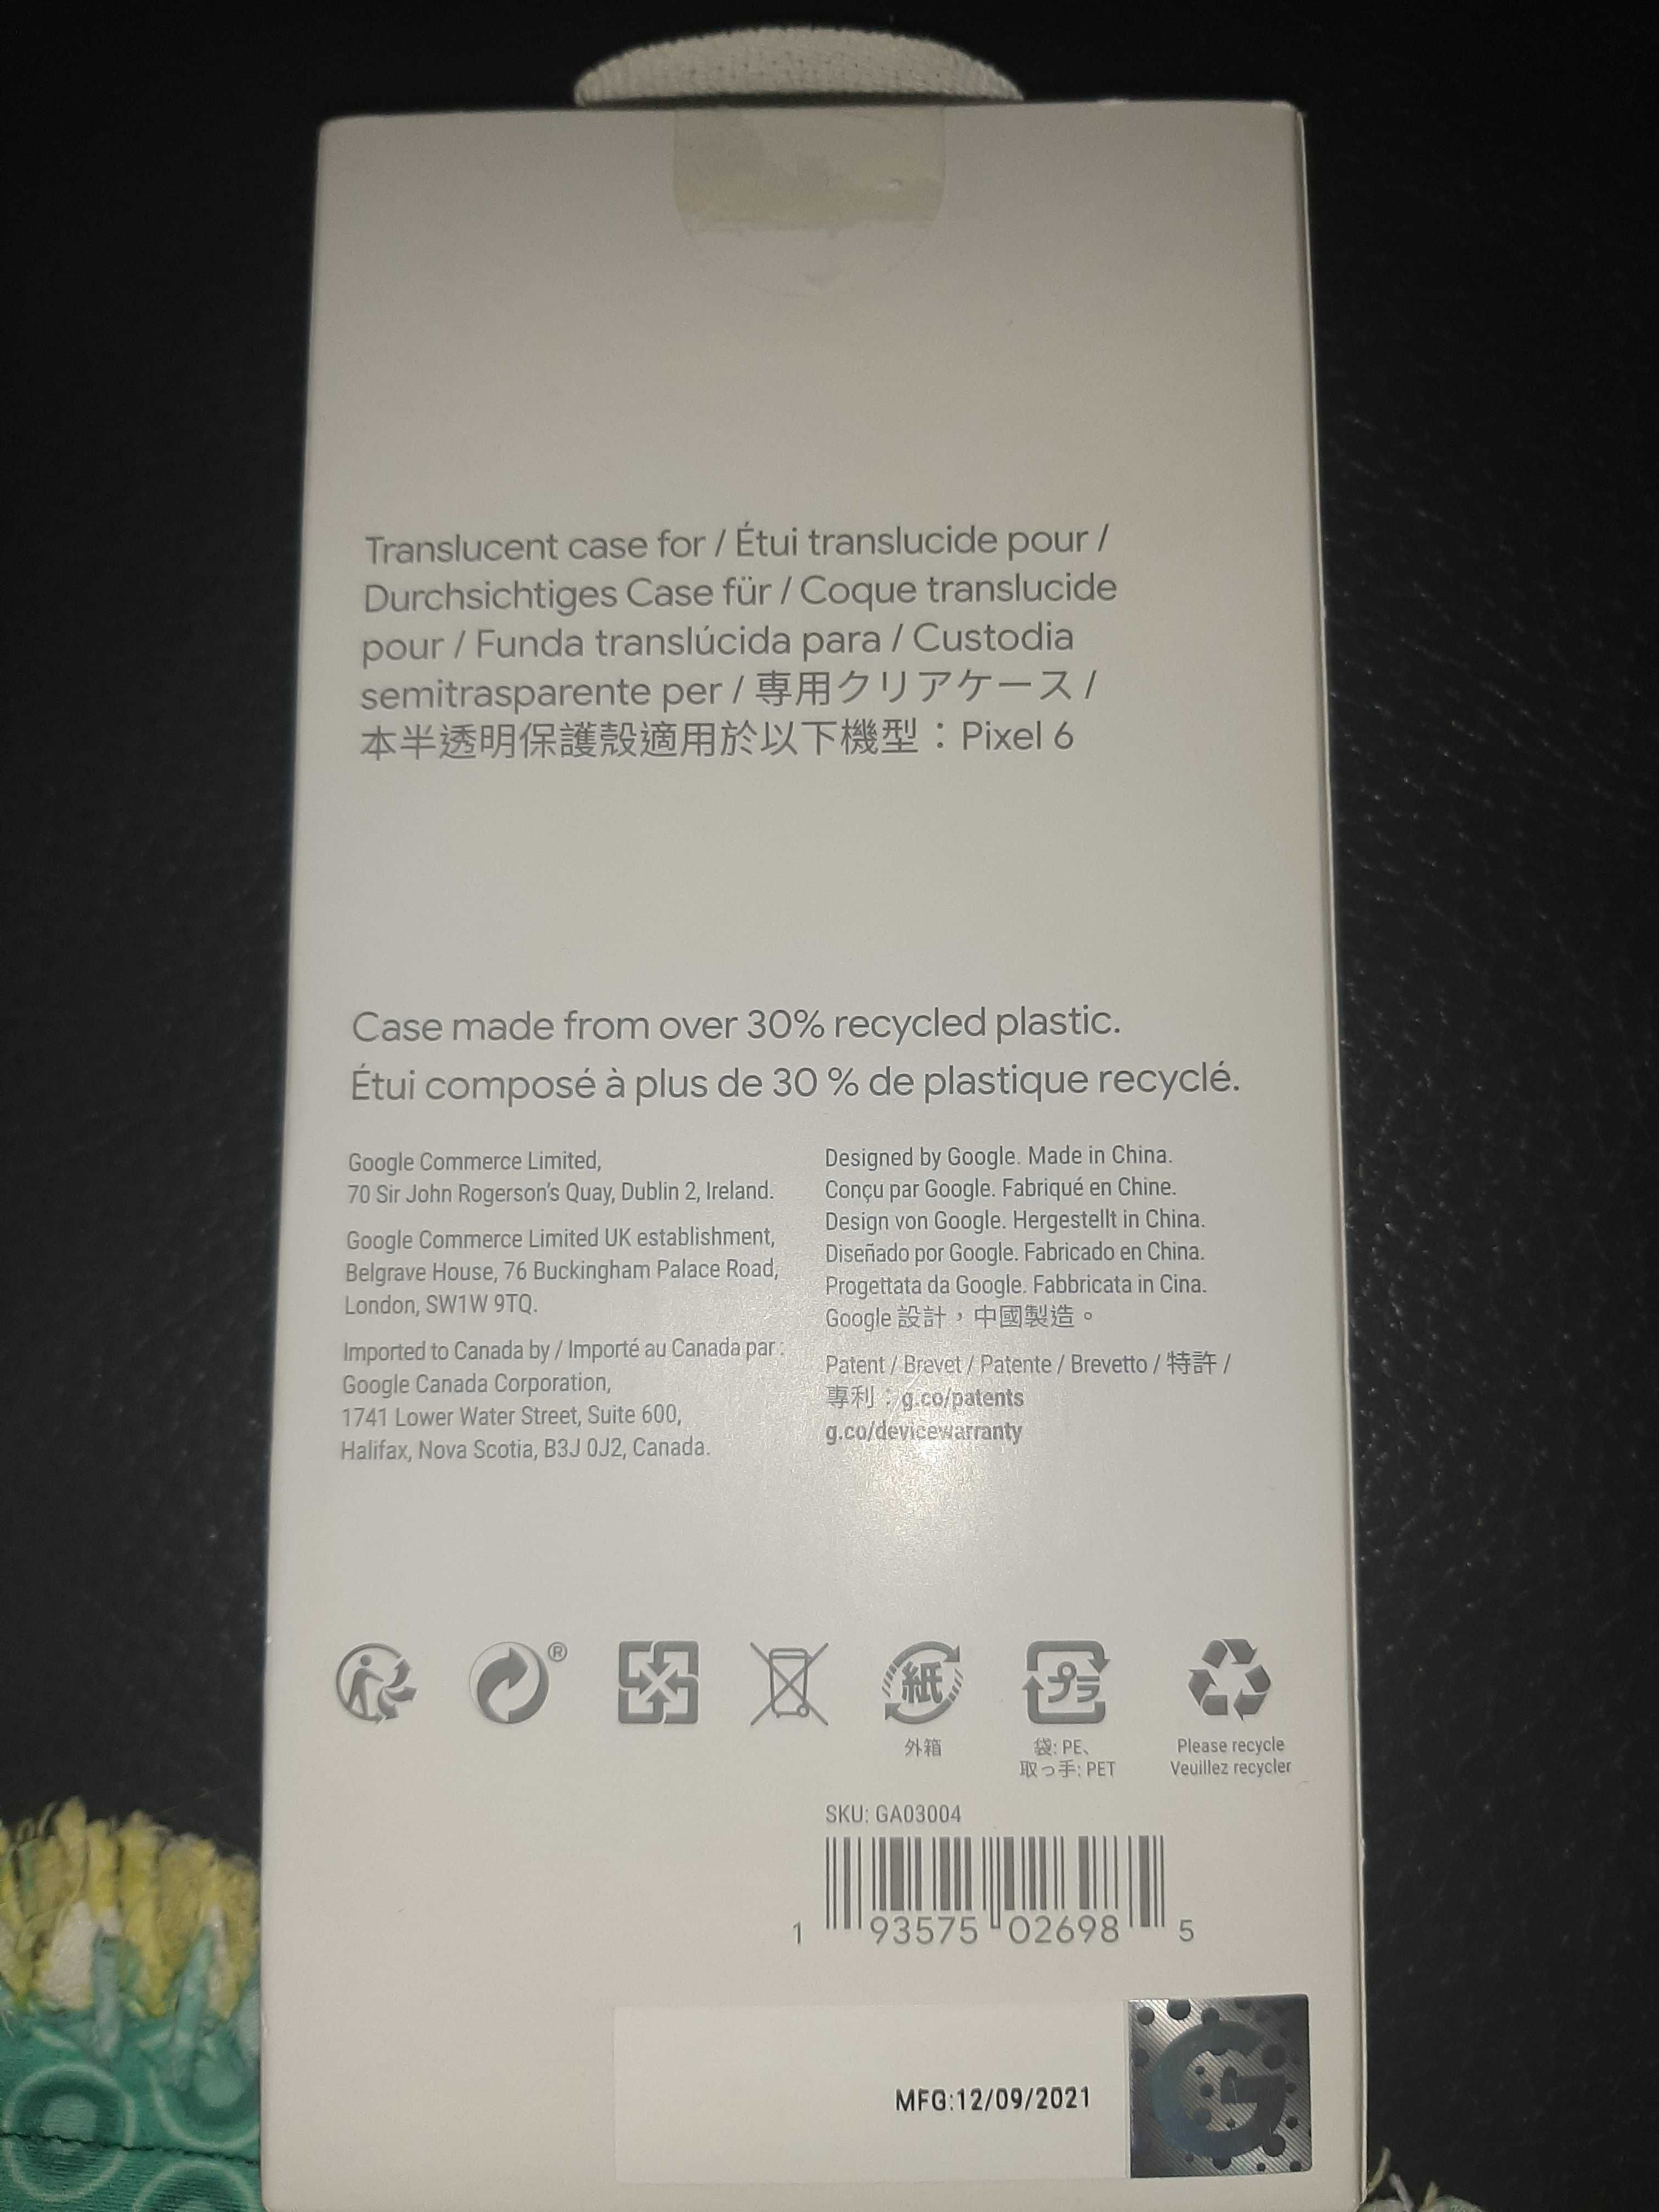 Translucent case for / Étui translucide pour /
Durchsichtiges Case für / Coque translucide
pour / Funda translúcida para / Custodia
semitrasparente per / 専用クリアケース /
本半透明保護殼適用於以下機型：Pixel 6
Case made from over 30% recycled plastic.
Étui composé à plus de 30 % de plastique recyclé.
Google Commerce Limited,
70 Sir John Rogerson's Quay, Dublin 2, Ireland.
Google Commerce Limited UK establishment,
Belgrave House, 76 Buckingham Palace Road,
London, SW1W 9TQ.
Imported to Canada by / Importé au Canada par :
Google Canada Corporation,
1741 Lower Water Street, Suite 600,
Halifax, Nova Scotia, B3J 0J2, Canada.
Designed by Google. Made in China.
Conçu par Google. Fabriqué en Chine.
Design von Google. Hergestellt in China.
Diseñado por Google. Fabricado en China.
Progettata da Google. Fabbricata in Cina.
Google 設計，中國製造。
Patent / Brevet / Patente / Brevetto / 特許 /
專利：g.co/patents
g.co/devicewarranty
®
紙
プラ
外箱
袋: PE、
取っ手: PET
Please recycle
Veuillez recycler
SKU: GA03004
1 93575 02698 5
MFG:12/09/2021
G